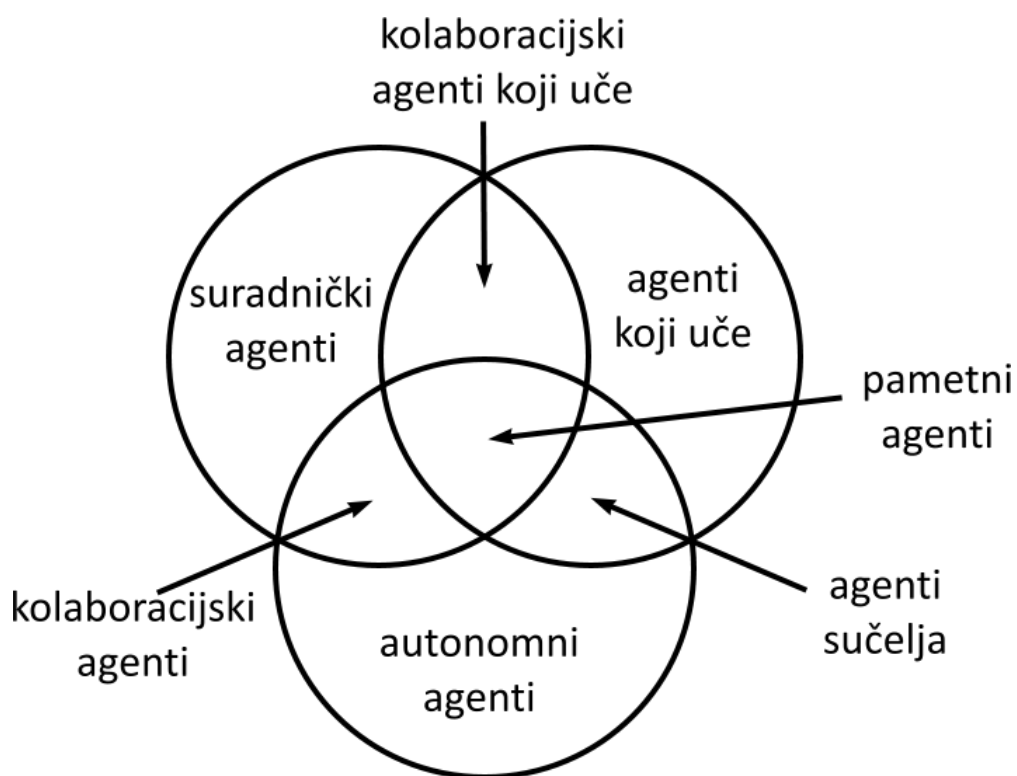 kolaboracijski
agenti koji uče
suradnički
agenti
agenti
koji uče
pametni
agenti
kolaboracijski
agenti
autonomni
agenti
agenti
sučelja